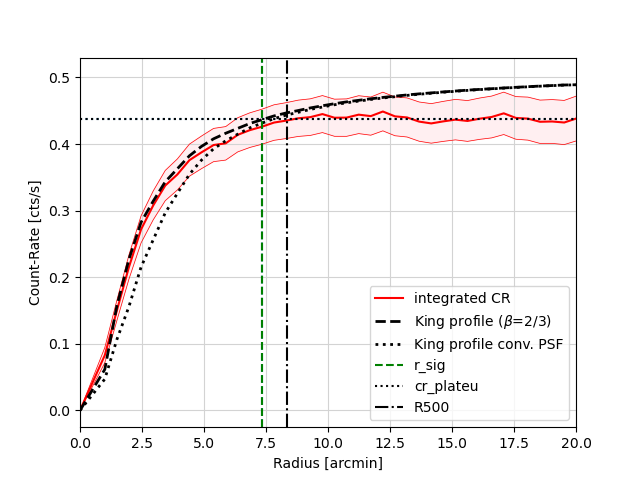 0.5
0.4
0.3
0.2
0.1
0.0
Count-Rate [cts/s]
integrated CR
King profile (β=2/3)
King profile conv. PSF
r_sig
cr_plateu
R500
0.0 2.5 5.0 7.5 10.0 12.5 15.0 17.5 20.0
Radius [arcmin]